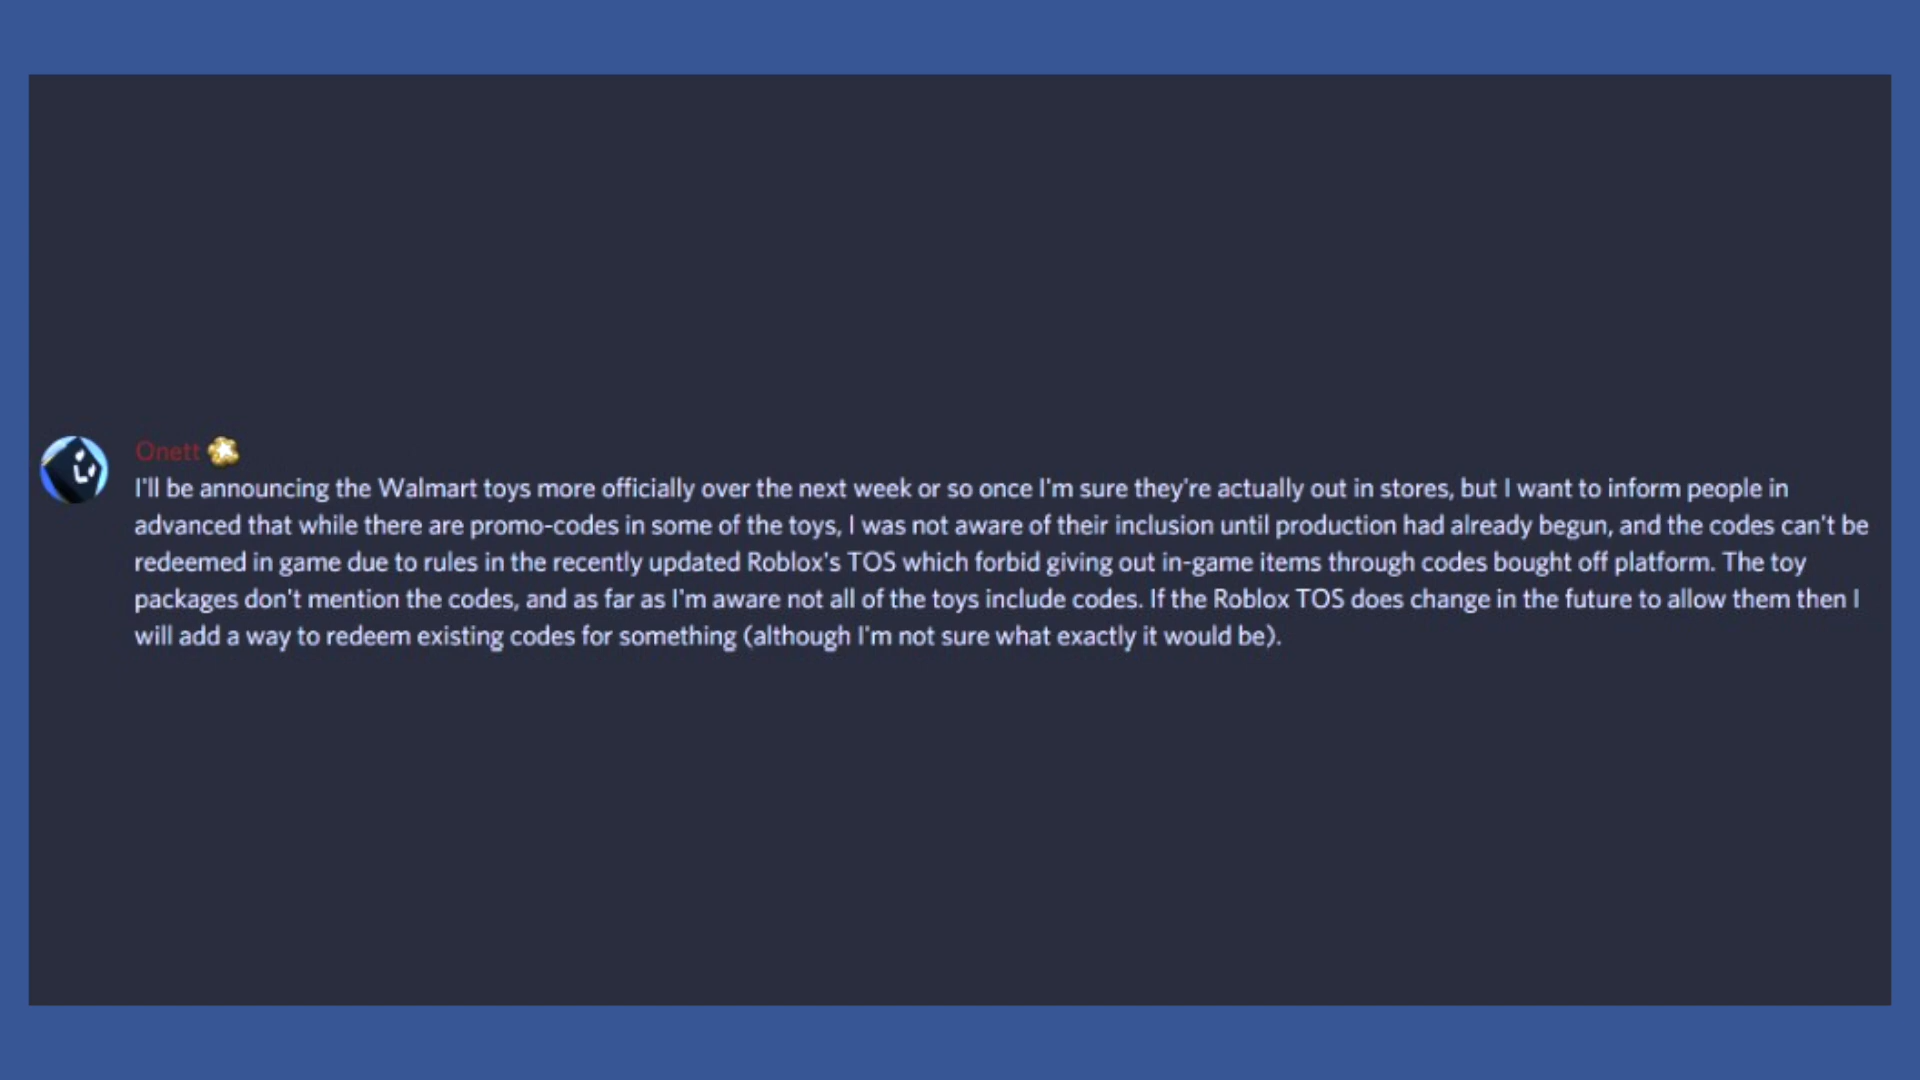 Onett
I'll be announcing the Walmart toys more officially over the next week or so once I'm sure they're actually out in stores, but I want to inform people in
advanced that while there are promo-codes in some of the toys, I was not aware of their inclusion until production had already begun, and the codes can't be
redeemed in game due to rules in the recently updated Roblox's TOS which forbid giving out in-game items through codes bought off platform. The toy
packages don't mention the codes, and as far as I'm aware not all of the toys include codes. If the Roblox TOS does change in the future to allow them then I
will add a way to redeem existing codes for something (although I'm not sure what exactly it would be).